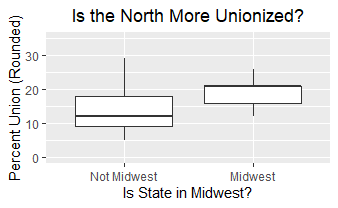 Is the North More Unionized?
Percent Union (Rounded)
30
20
10
0
Not Midwest
Midwest
Is State in Midwest?